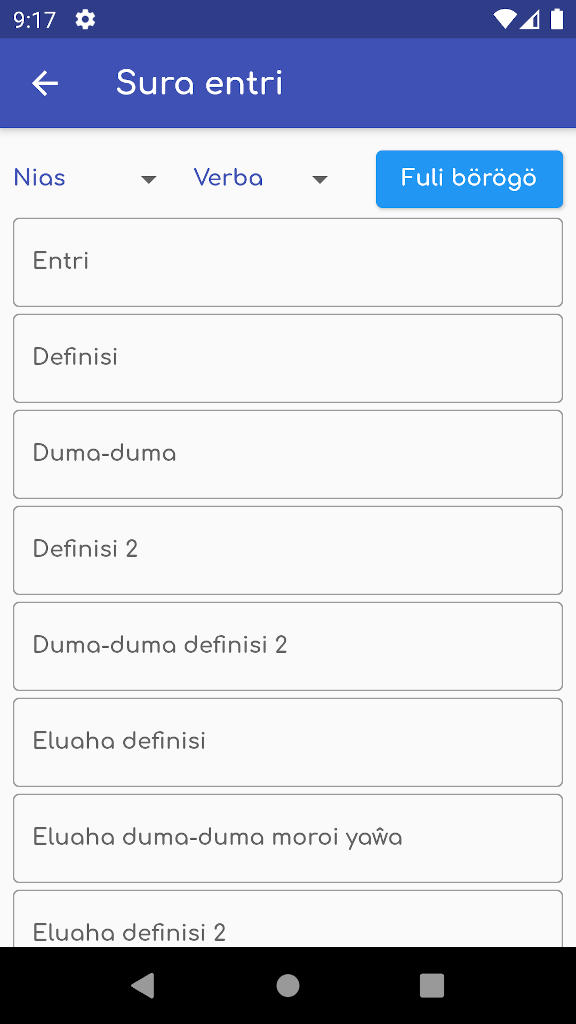 9:17
Sura entri
Nias Verba Fuli börögö
Entri
Definisi
Duma-duma
Definisi 2
Duma-duma definisi 2
Eluaha definisi
Eluaha duma-duma moroi yaŵa
Eluaha definisi 2